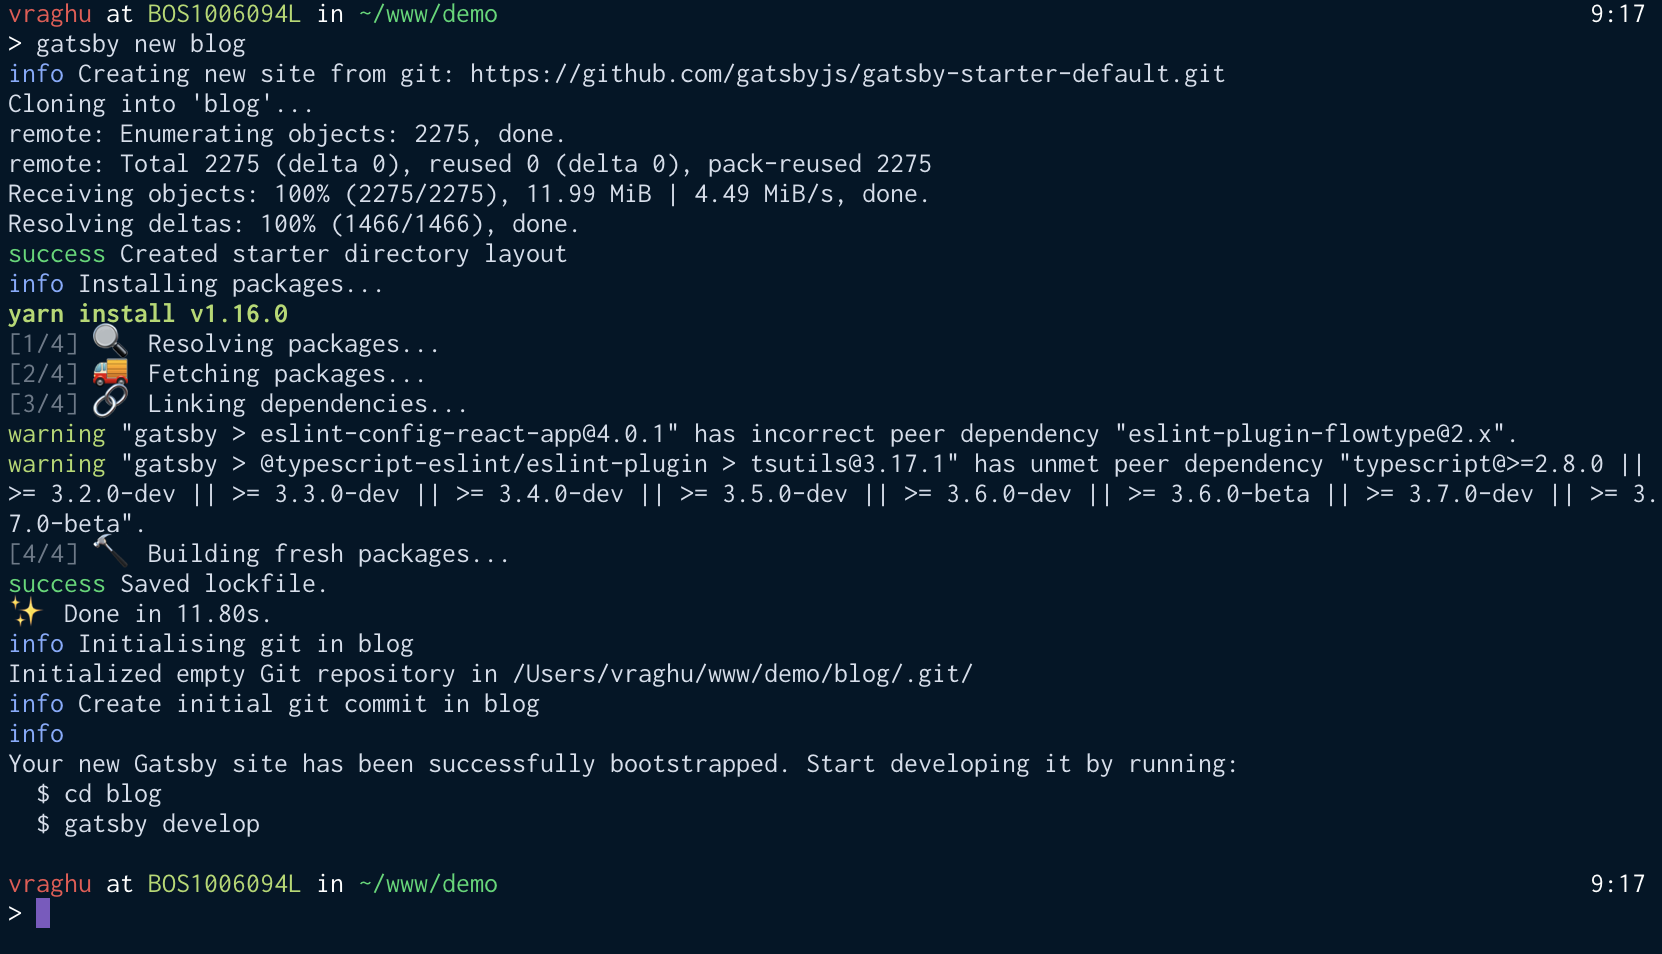 vraghu at BOS1006094L in ~/www/demo 9:17
> gatsby new blog
info Creating new site from git: https://github.com/gatsbyjs/gatsby-starter-default.git
Cloning into 'blog'...
remote: Enumerating objects: 2275, done.
remote: Total 2275 (delta 0), reused 0 (delta 0), pack-reused 2275
Receiving objects: 100% (2275/2275), 11.99 MiB | 4.49 MiB/s, done.
Resolving deltas: 100% (1466/1466), done.
success Created starter directory layout
info Installing packages...
yarn install v1.16.0
[1/4] 🔍 Resolving packages...
[2/4] 🚚 Fetching packages...
[3/4] 🔗 Linking dependencies...
warning "gatsby > eslint-config-react-app@4.0.1" has incorrect peer dependency "eslint-plugin-flowtype@2.x".
warning "gatsby > @typescript-eslint/eslint-plugin > tsutils@3.17.1" has unmet peer dependency "typescript@>=2.8.0 ||
>= 3.2.0-dev || >= 3.3.0-dev || >= 3.4.0-dev || >= 3.5.0-dev || >= 3.6.0-dev || >= 3.6.0-beta || >= 3.7.0-dev || >= 3.
7.0-beta".
[4/4] 🔨 Building fresh packages...
success Saved lockfile.
✨ Done in 11.80s.
info Initialising git in blog
Initialized empty Git repository in /Users/vraghu/www/demo/blog/.git/
info Create initial git commit in blog
info
Your new Gatsby site has been successfully bootstrapped. Start developing it by running:
$ cd blog
$ gatsby develop
vraghu at BOS1006094L in ~/www/demo 9:17
>